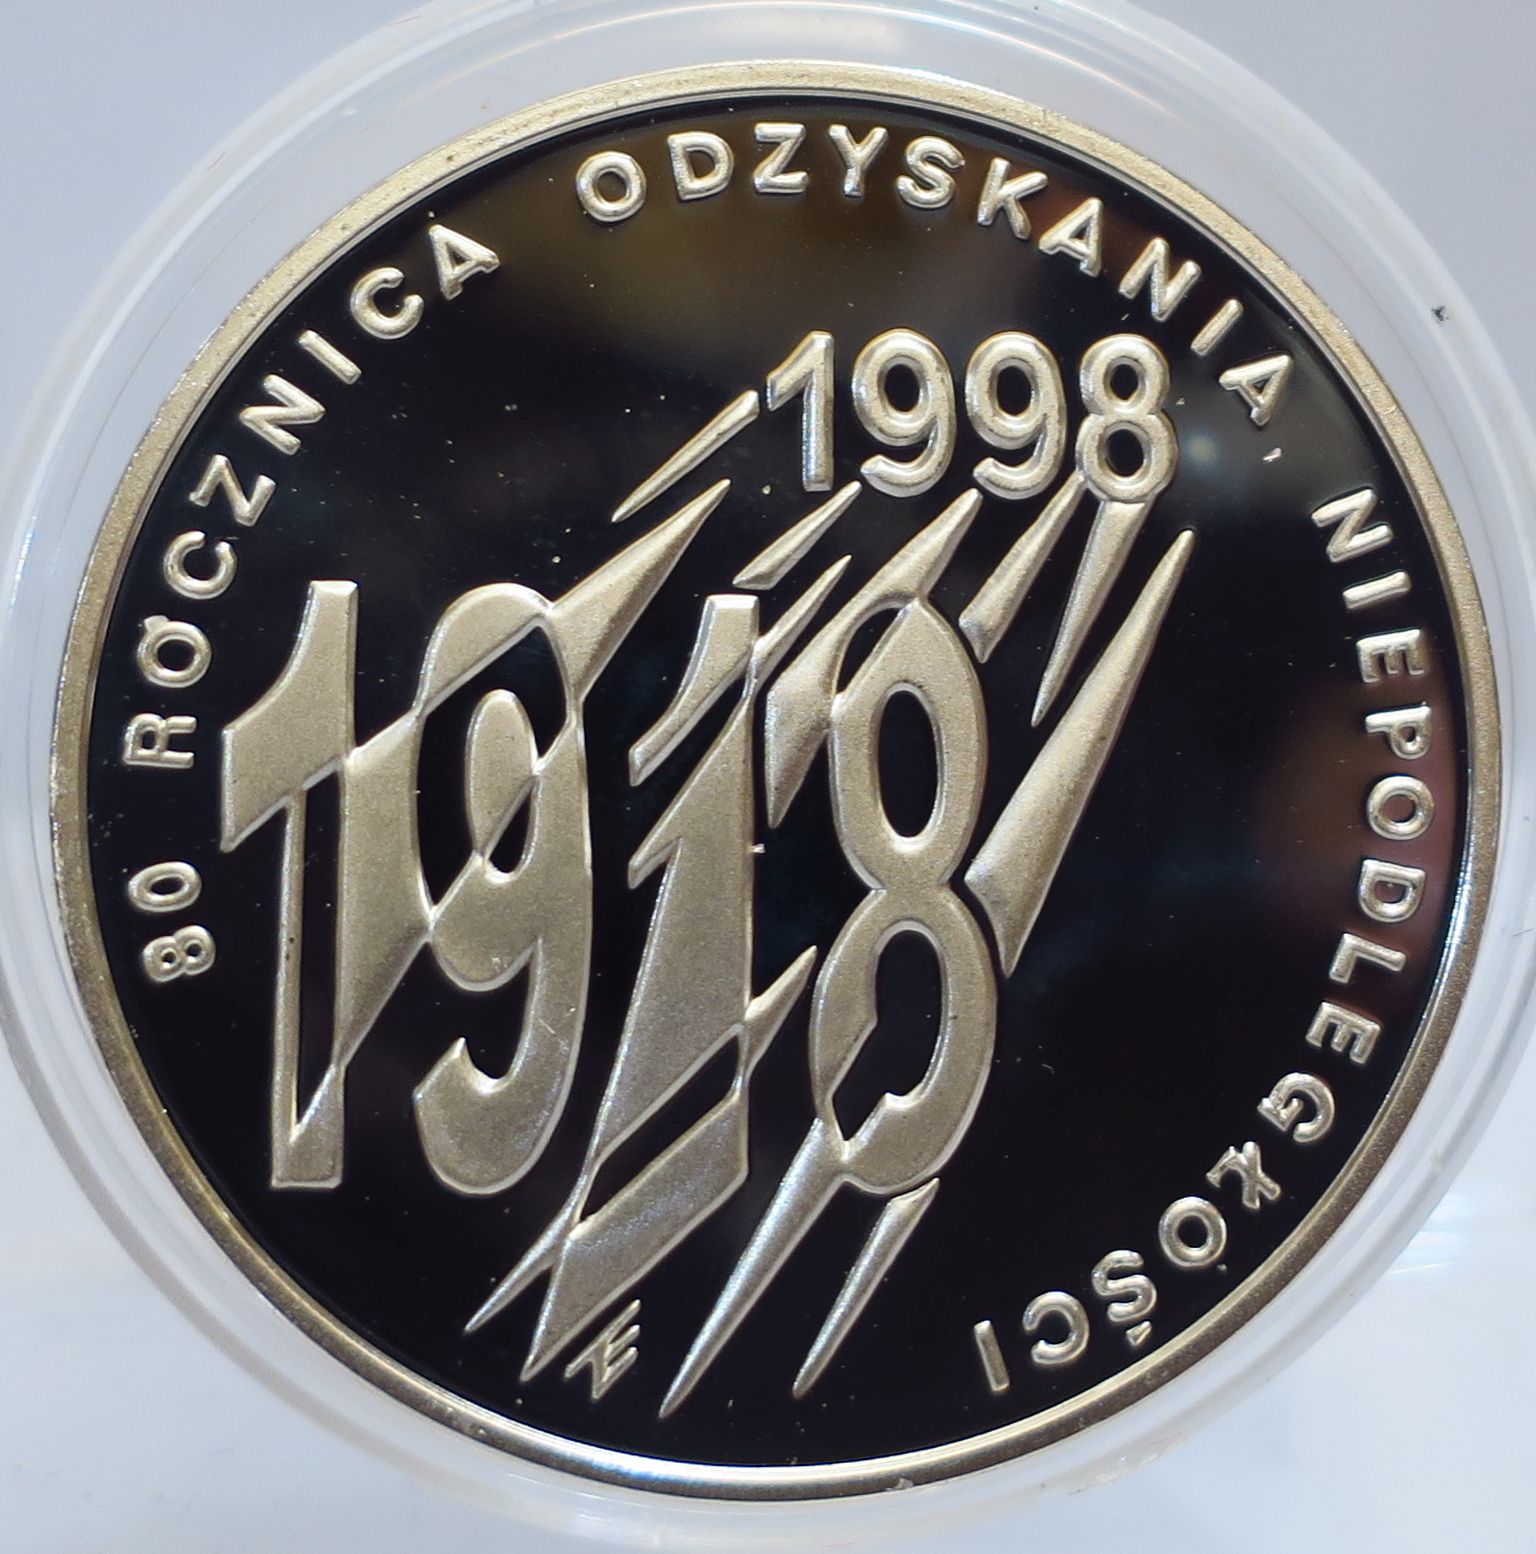 80 ROCZNICA ODZYSKANIA NIEPODLEGŁOŚCI
1998
1918